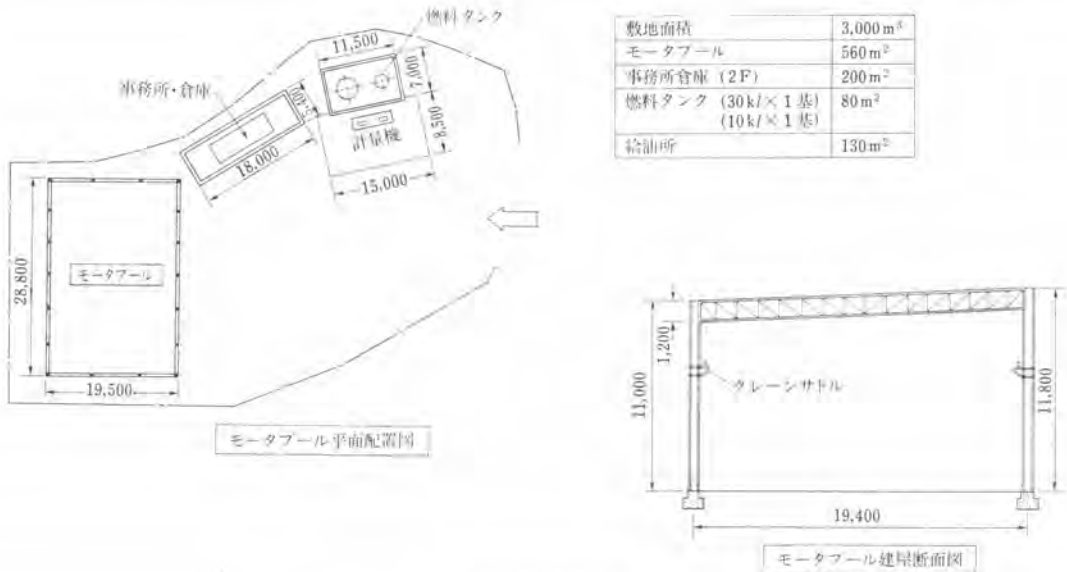 燃料タンク
11,500
7,000
事務所・倉庫
5,400
8,500
計量機
18,000
15,000
28,800
モータプール
19,500
モータプール平面配置図
敷地面積 3,000m²
モータプール 560m²
事務所倉庫 (2F) 200m²
燃料タンク (30kl×1基) 80m²
(10kl×1基)
給油所 130m²
1,200
クレーンサドル
11,000
11,800
19,400
モータプール建屋断面図